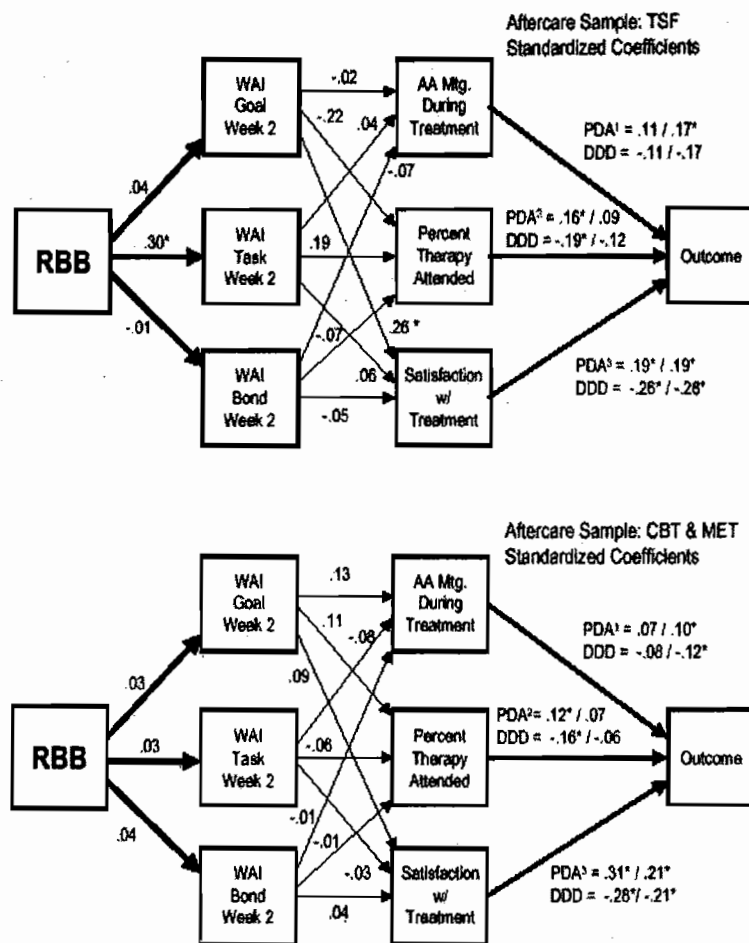 Aftercare Sample: TSF
Standardized Coefficients
WAI
Goal
Week 2
-.02
-.22
.04
-.07
AA Mtg.
During
Treatment
PDA¹ = .11 / .17*
DDD = -.11 / -.17
.04
RBB
.30*
-.01
WAI
Task
Week 2
.19
Percent
Therapy
Attended
PDA² = .16* / .09
DDD = -.19* / -.12
Outcome
-.07
.26 *
.06
WAI
Bond
Week 2
-.05
Satisfaction
w/
Treatment
PDA³ = .19* / .19*
DDD = -.26* / -.28*
Aftercare Sample: CBT & MET
Standardized Coefficients
WAI
Goal
Week 2
.13
.11
-.08
.09
AA Mtg.
During
Treatment
PDA¹ = .07 / .10*
DDD = -.08 / -.12*
.03
RBB
.03
.04
WAI
Task
Week 2
-.06
Percent
Therapy
Attended
PDA² = .12* / .07
DDD = -.16* / -.06
Outcome
-.01
-.01
-.03
WAI
Bond
Week 2
.04
Satisfaction
w/
Treatment
PDA³ = .31* / .21*
DDD = -.28*/ -.21*